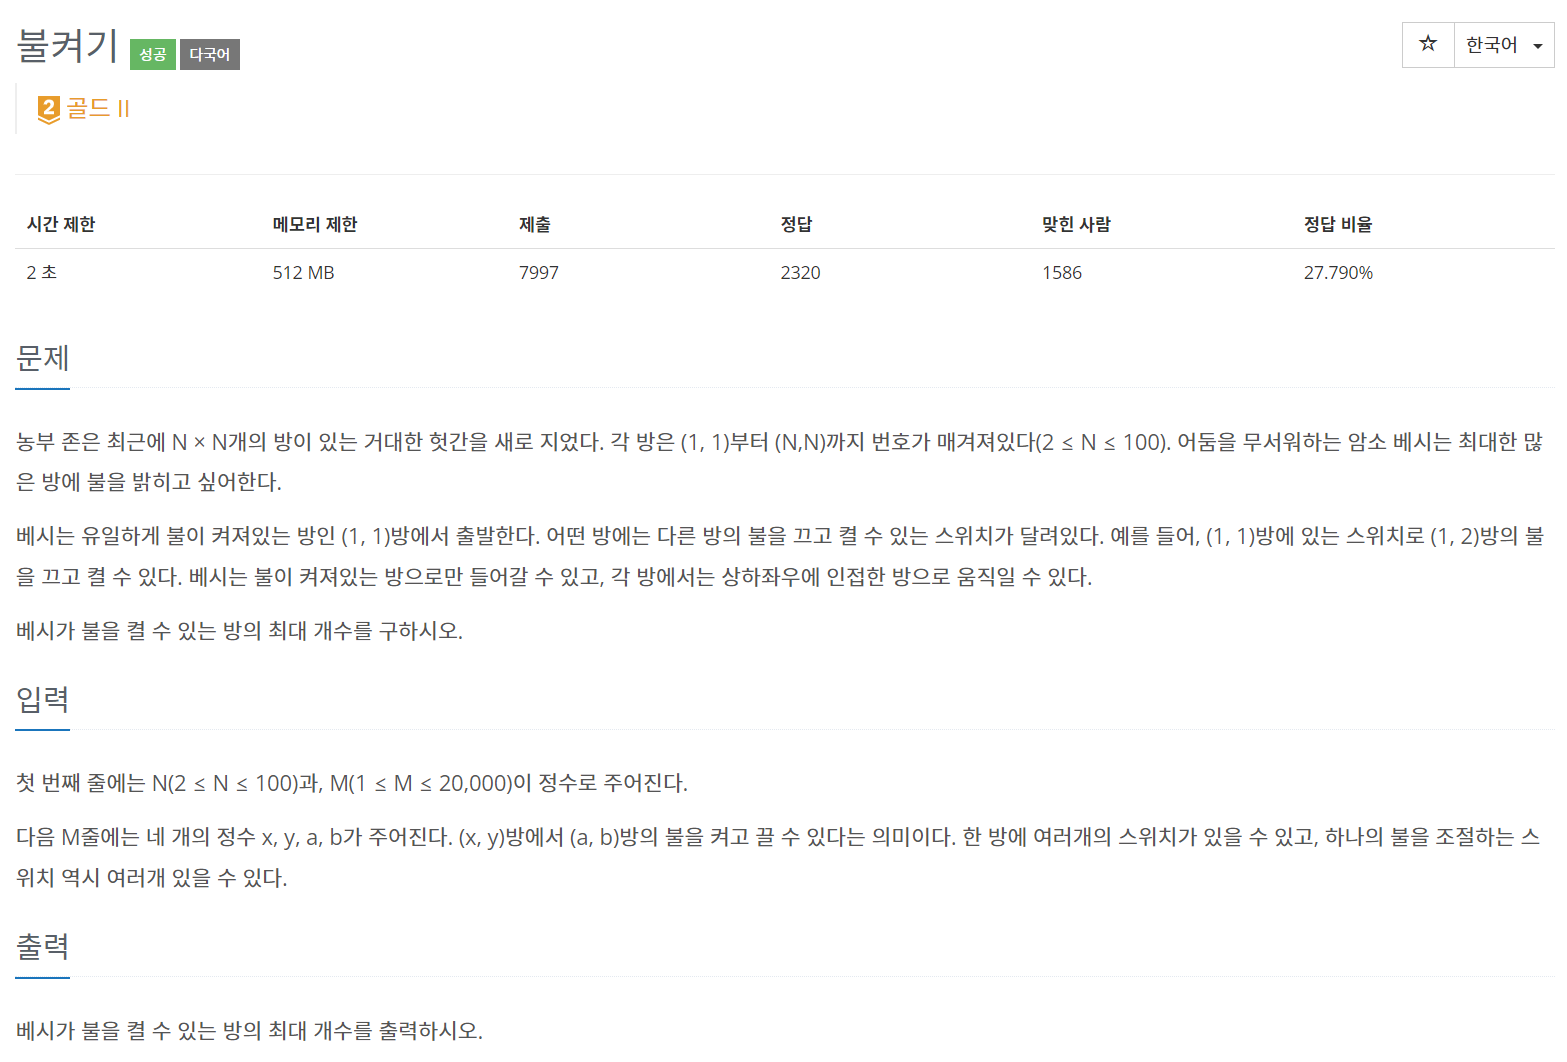 불켜기 성공 다국어
☆ 한국어
2 골드 II
시간 제한 메모리 제한 제출 정답 맞힌 사람 정답 비율
2 초 512 MB 7997 2320 1586 27.790%
문제
농부 존은 최근에 N × N개의 방이 있는 거대한 헛간을 새로 지었다. 각 방은 (1, 1)부터 (N,N)까지 번호가 매겨져있다(2 ≤ N ≤ 100). 어둠을 무서워하는 암소 베시는 최대한 많
은 방에 불을 밝히고 싶어한다.
베시는 유일하게 불이 켜져있는 방인 (1, 1)방에서 출발한다. 어떤 방에는 다른 방의 불을 끄고 켤 수 있는 스위치가 달려있다. 예를 들어, (1, 1)방에 있는 스위치로 (1, 2)방의 불
을 끄고 켤 수 있다. 베시는 불이 켜져있는 방으로만 들어갈 수 있고, 각 방에서는 상하좌우에 인접한 방으로 움직일 수 있다.
베시가 불을 켤 수 있는 방의 최대 개수를 구하시오.
입력
첫 번째 줄에는 N(2 ≤ N ≤ 100)과, M(1 ≤ M ≤ 20,000)이 정수로 주어진다.
다음 M줄에는 네 개의 정수 x, y, a, b가 주어진다. (x, y)방에서 (a, b)방의 불을 켜고 끌 수 있다는 의미이다. 한 방에 여러개의 스위치가 있을 수 있고, 하나의 불을 조절하는 스
위치 역시 여러개 있을 수 있다.
출력
베시가 불을 켤 수 있는 방의 최대 개수를 출력하시오.